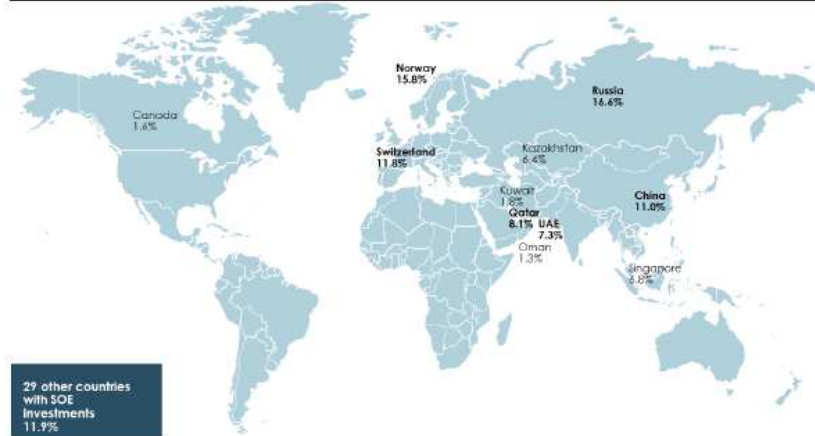 Norway
15.8%
Russia
16.6%
Canada
1.6%
Switzerland
11.8%
Kazakhstan
6.4%
Kuwait
1.8%
China
11.0%
Qatar
8.1%
UAE
7.3%
Oman
1.3%
Singapore
6.8%
29 other countries
with SOE
investments
11.9%